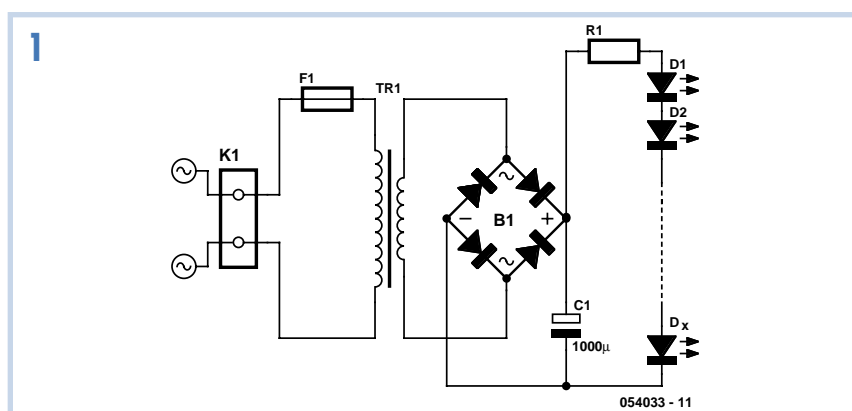 1
R1
D1
F1
TR1
D2
K1
B1
−
+
~
~
C1
1000µ
Dx
054033 - 11